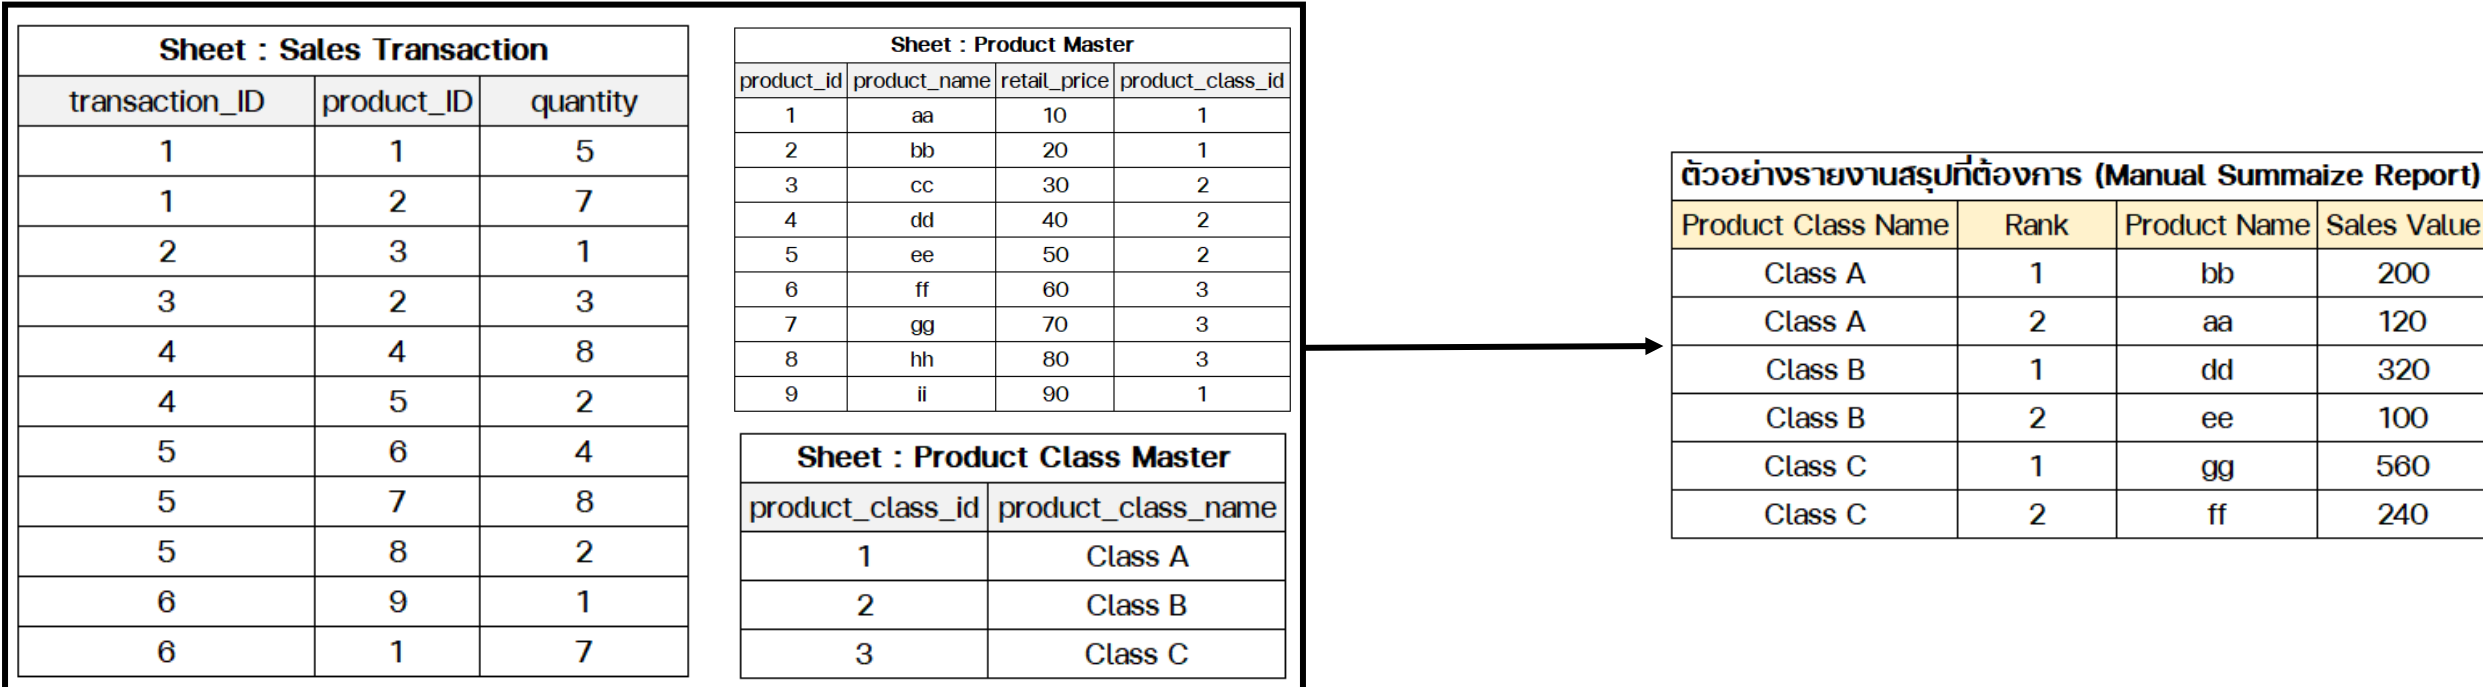 Sheet : Sales Transaction
transaction_ID product_ID quantity
1 1 5
1 2 7
2 3 1
3 2 3
4 4 8
4 5 2
5 6 4
5 7 8
5 8 2
6 9 1
6 1 7
Sheet : Product Master
product_id product_name retail_price product_class_id
1 aa 10 1
2 bb 20 1
3 cc 30 2
4 dd 40 2
5 ee 50 2
6 ff 60 3
7 gg 70 3
8 hh 80 3
9 ii 90 1
Sheet : Product Class Master
product_class_id product_class_name
1 Class A
2 Class B
3 Class C
ตัวอย่างรายงานสรุปที่ต้องการ (Manual Summaize Report)
Product Class Name Rank Product Name Sales Value
Class A 1 bb 200
Class A 2 aa 120
Class B 1 dd 320
Class B 2 ee 100
Class C 1 gg 560
Class C 2 ff 240